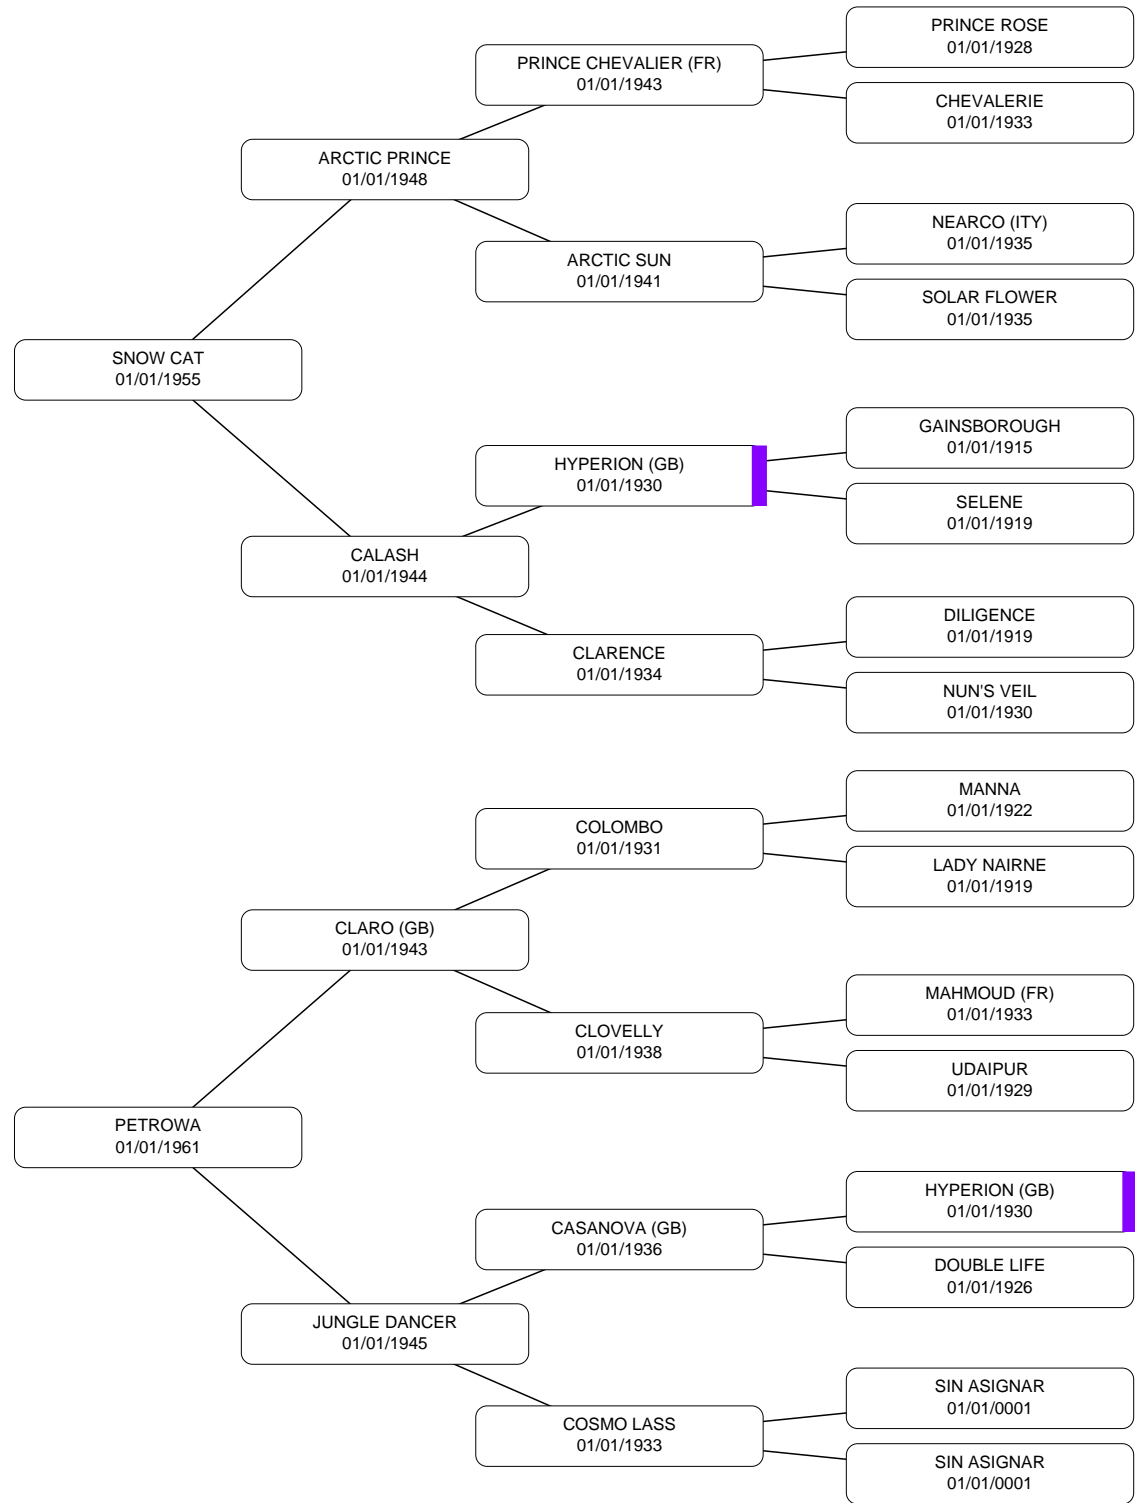 PRINCE ROSE
01/01/1928
PRINCE CHEVALIER (FR)
01/01/1943
CHEVALERIE
01/01/1933
ARCTIC PRINCE
01/01/1948
NEARCO (ITY)
01/01/1935
ARCTIC SUN
01/01/1941
SOLAR FLOWER
01/01/1935
SNOW CAT
01/01/1955
GAINSBOROUGH
01/01/1915
HYPERION (GB)
01/01/1930
SELENE
01/01/1919
CALASH
01/01/1944
DILIGENCE
01/01/1919
CLARENCE
01/01/1934
NUN'S VEIL
01/01/1930
MANNA
01/01/1922
COLOMBO
01/01/1931
LADY NAIRNE
01/01/1919
CLARO (GB)
01/01/1943
MAHMOUD (FR)
01/01/1933
CLOVELLY
01/01/1938
UDAIPUR
01/01/1929
PETROWA
01/01/1961
HYPERION (GB)
01/01/1930
CASANOVA (GB)
01/01/1936
DOUBLE LIFE
01/01/1926
JUNGLE DANCER
01/01/1945
SIN ASIGNAR
01/01/0001
COSMO LASS
01/01/1933
SIN ASIGNAR
01/01/0001